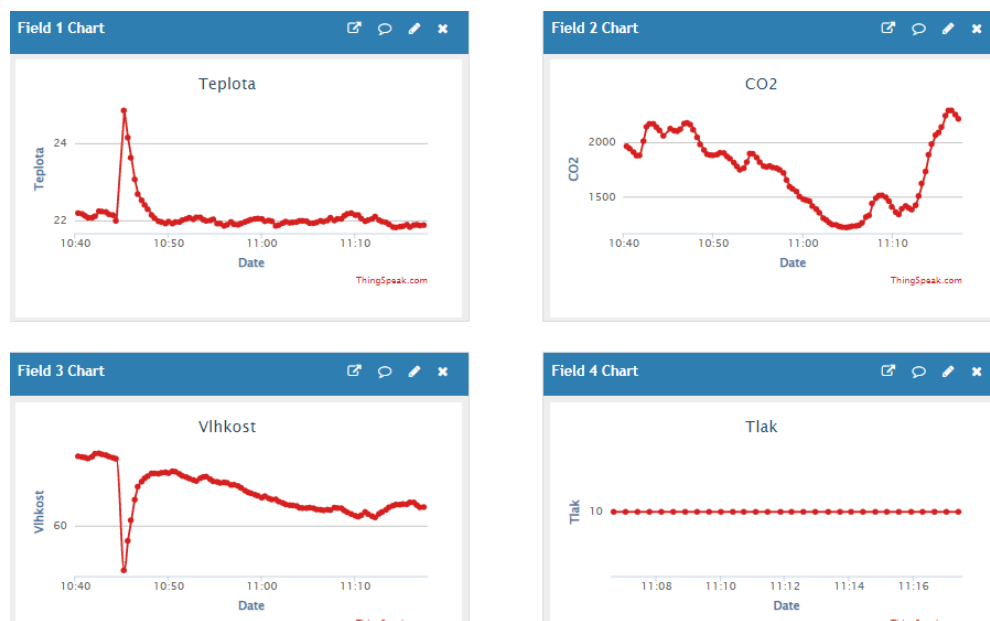 Field 1 Chart
Teplota
Teplota
24
22
10:40 10:50 11:00 11:10
Date
ThingSpeak.com
Field 2 Chart
CO2
CO2
2000
1500
10:40 10:50 11:00 11:10
Date
ThingSpeak.com
Field 3 Chart
Vlhkost
Vlhkost
60
10:40 10:50 11:00 11:10
Date
Field 4 Chart
Tlak
Tlak
10
11:08 11:10 11:12 11:14 11:16
Date